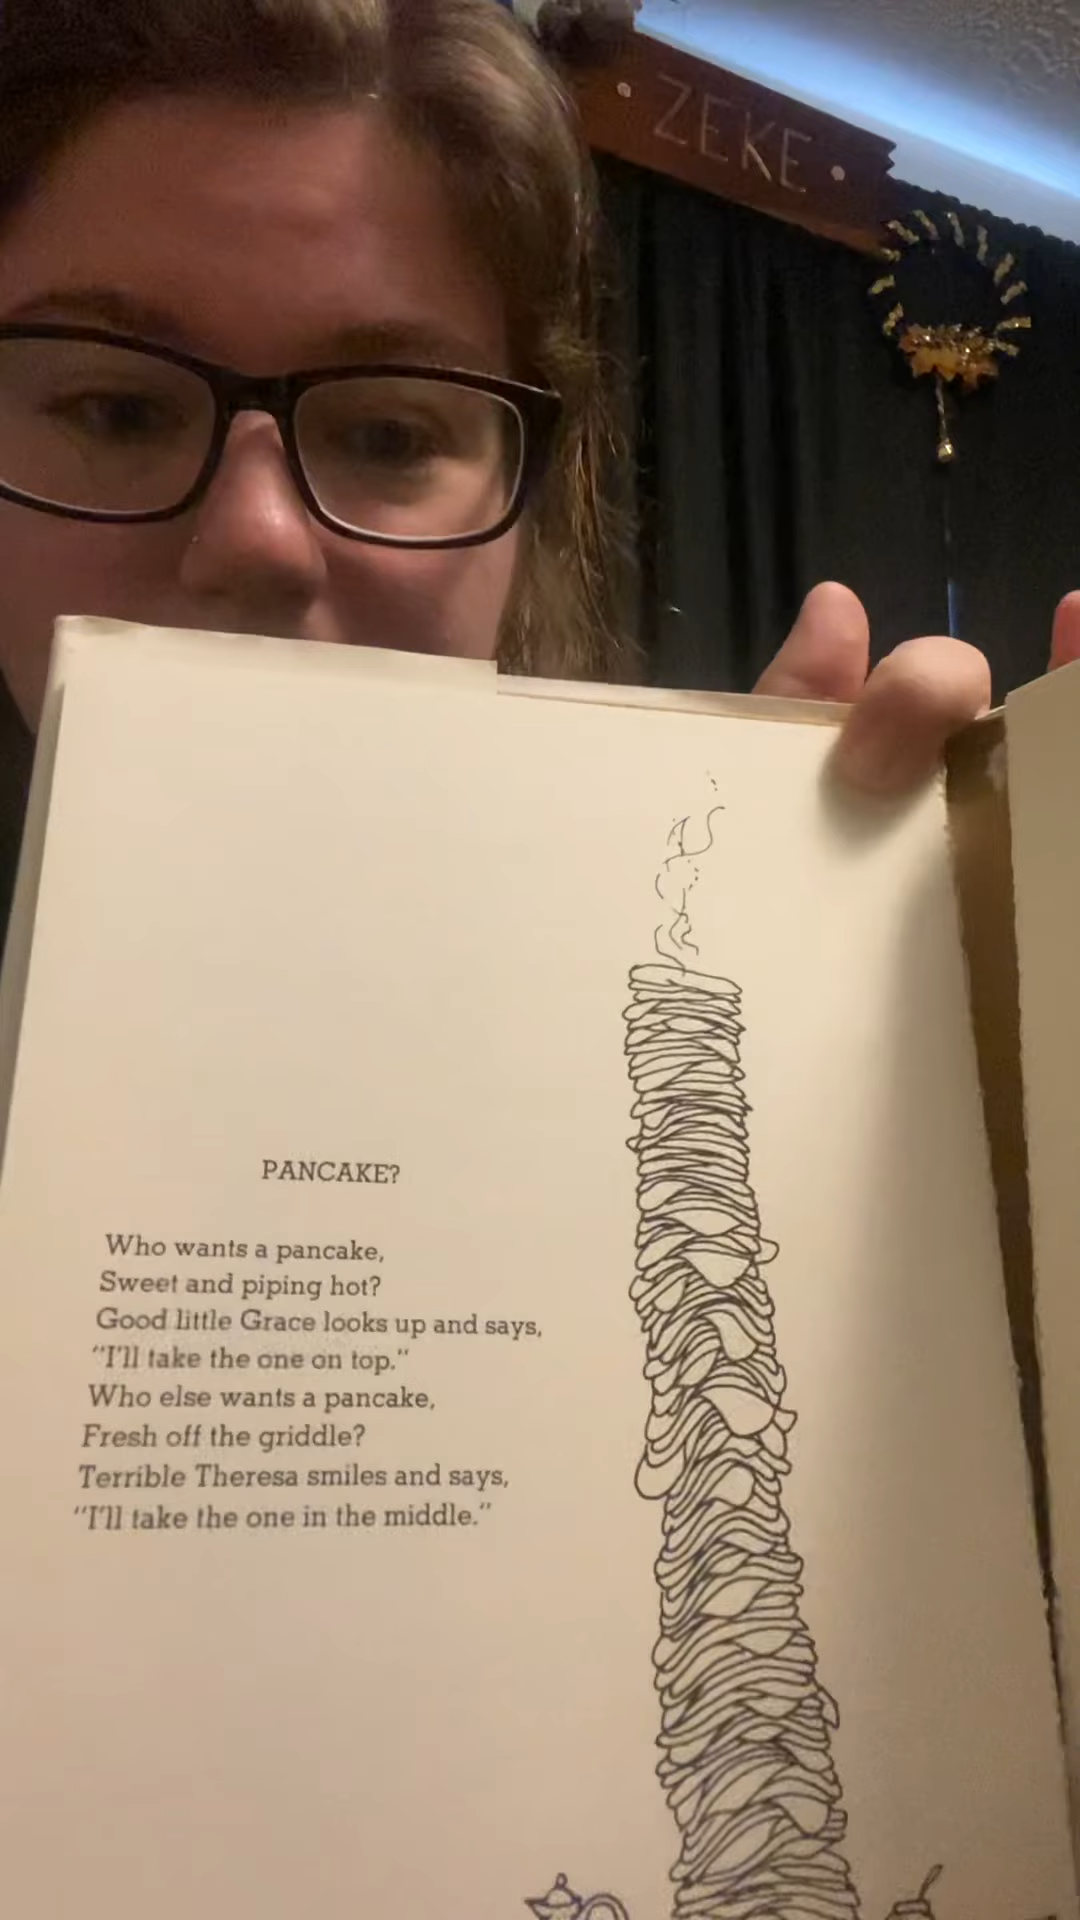 · ZEKE ·
PANCAKE?
Who wants a pancake,
Sweet and piping hot?
Good little Grace looks up and says,
“I’ll take the one on top.”
Who else wants a pancake,
Fresh off the griddle?
Terrible Theresa smiles and says,
“I’ll take the one in the middle.”